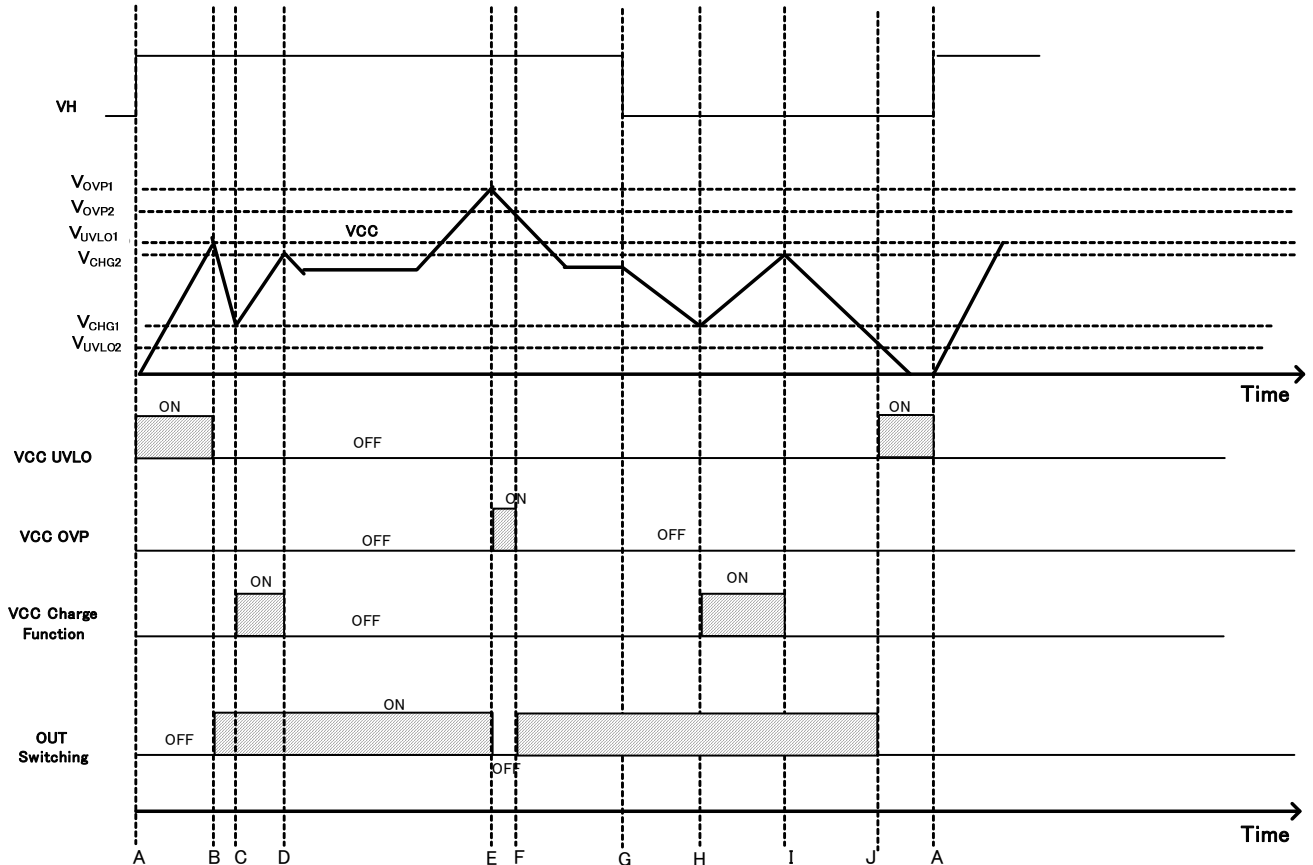 VH
VOVP1
VOVP2
VUVLO1
VCC
VCHG2
VCHG1
VUVLO2
Time
ON
ON
VCC UVLO
OFF
ON
VCC OVP
OFF
OFF
ON
ON
VCC Charge
Function
OFF
ON
OUT
Switching
OFF
OFF
Time
A B C D E F G H I J A